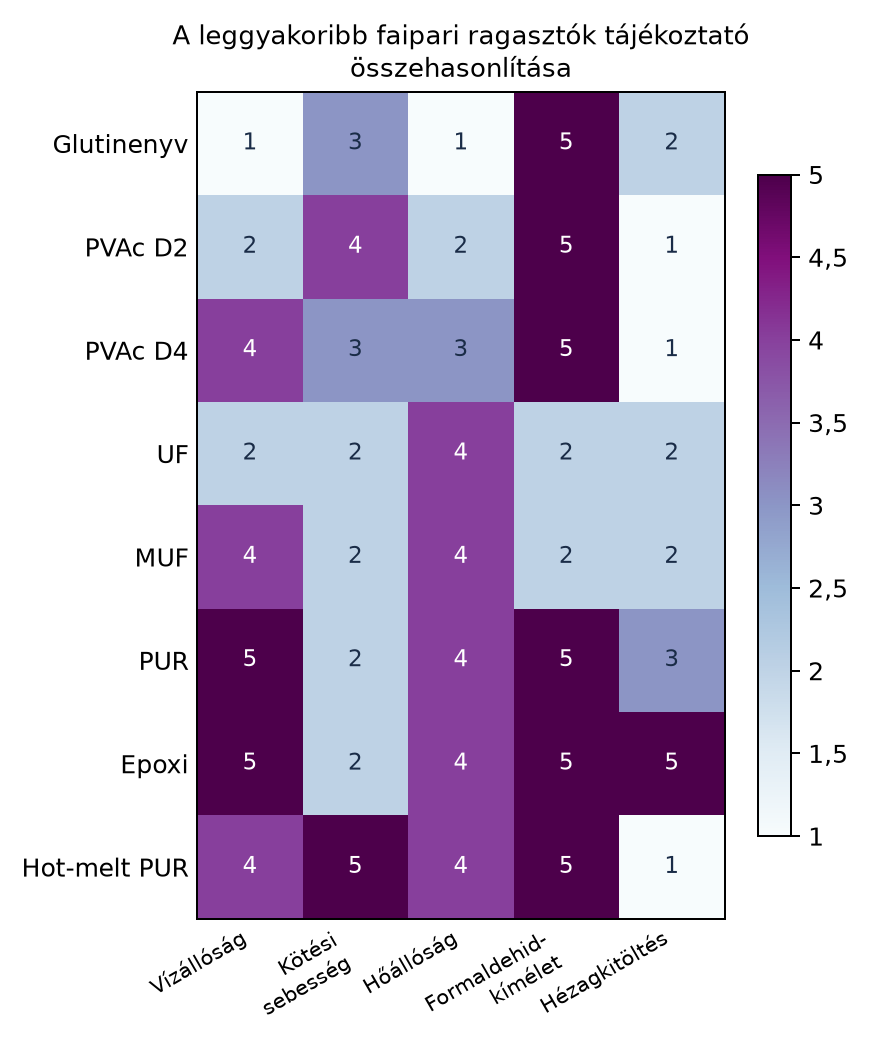 A leggyakoribb faipari ragasztók tájékoztató
összehasonlítása
Glutinenyv 1 3 1 5 2
PVAc D2 2 4 2 5 1
PVAc D4 4 3 3 5 1
UF 2 2 4 2 2
MUF 4 2 4 2 2
PUR 5 2 4 5 3
Epoxi 5 2 4 5 5
Hot-melt PUR 4 5 4 5 1
Vízállóság
Kötési
sebesség
Hőállóság
Formaldehid-
kímélet
Hézagkitöltés
5
4,5
4
3,5
3
2,5
2
1,5
1